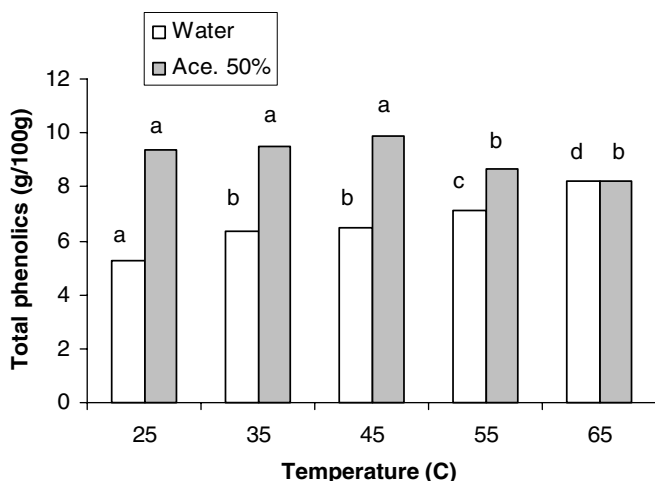 Water
Ace. 50%
Total phenolics (g/100g)
12
10
8
6
4
2
0
a a
b a
b a
c b
d b
25 35 45 55 65
Temperature (C)